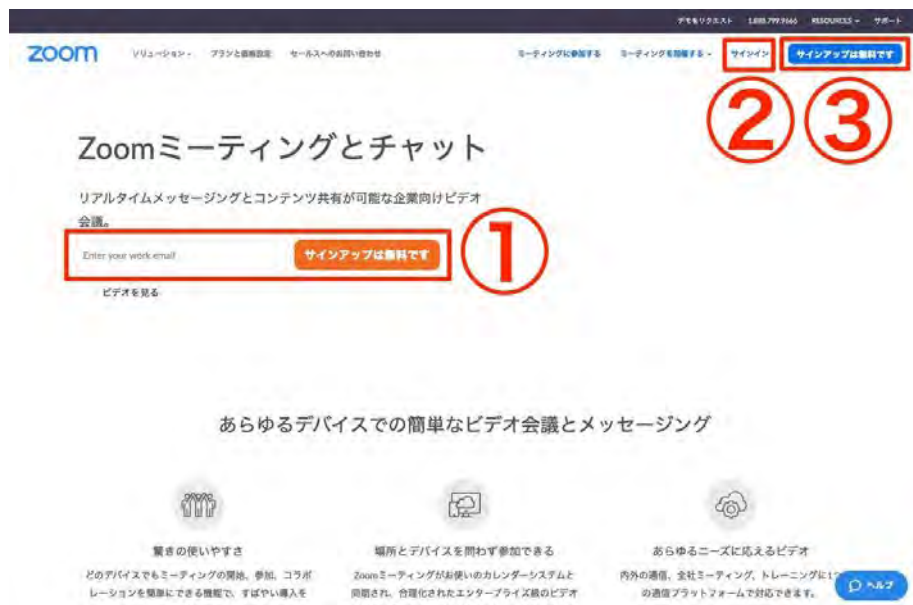 デモをリクエスト 1.888.799.9666 RESOURCES サポート
zoom ソリューション プランと価格設定 セールスへのお問い合わせ ミーティングに参加する ミーティングを開催する サインイン サインアップは無料です
② ③
Zoomミーティングとチャット
リアルタイムメッセージングとコンテンツ共有が可能な企業向けビデオ
会議。
Enter your work email サインアップは無料です ①
ビデオを見る
あらゆるデバイスでの簡単なビデオ会議とメッセージング
驚きの使いやすさ 場所とデバイスを問わず参加できる あらゆるニーズに応えるビデオ
どのデバイスでもミーティングの開始、参加、コラボ Zoomミーティングがお使いのカレンダーシステムと 内外の通信、全社ミーティング、トレーニングに1
レーションを簡単にできる機能で、すばやい導入を 同期され、合理化されたエンタープライズ級のビデオ の通信プラットフォームで対応できます。 ヘルプ